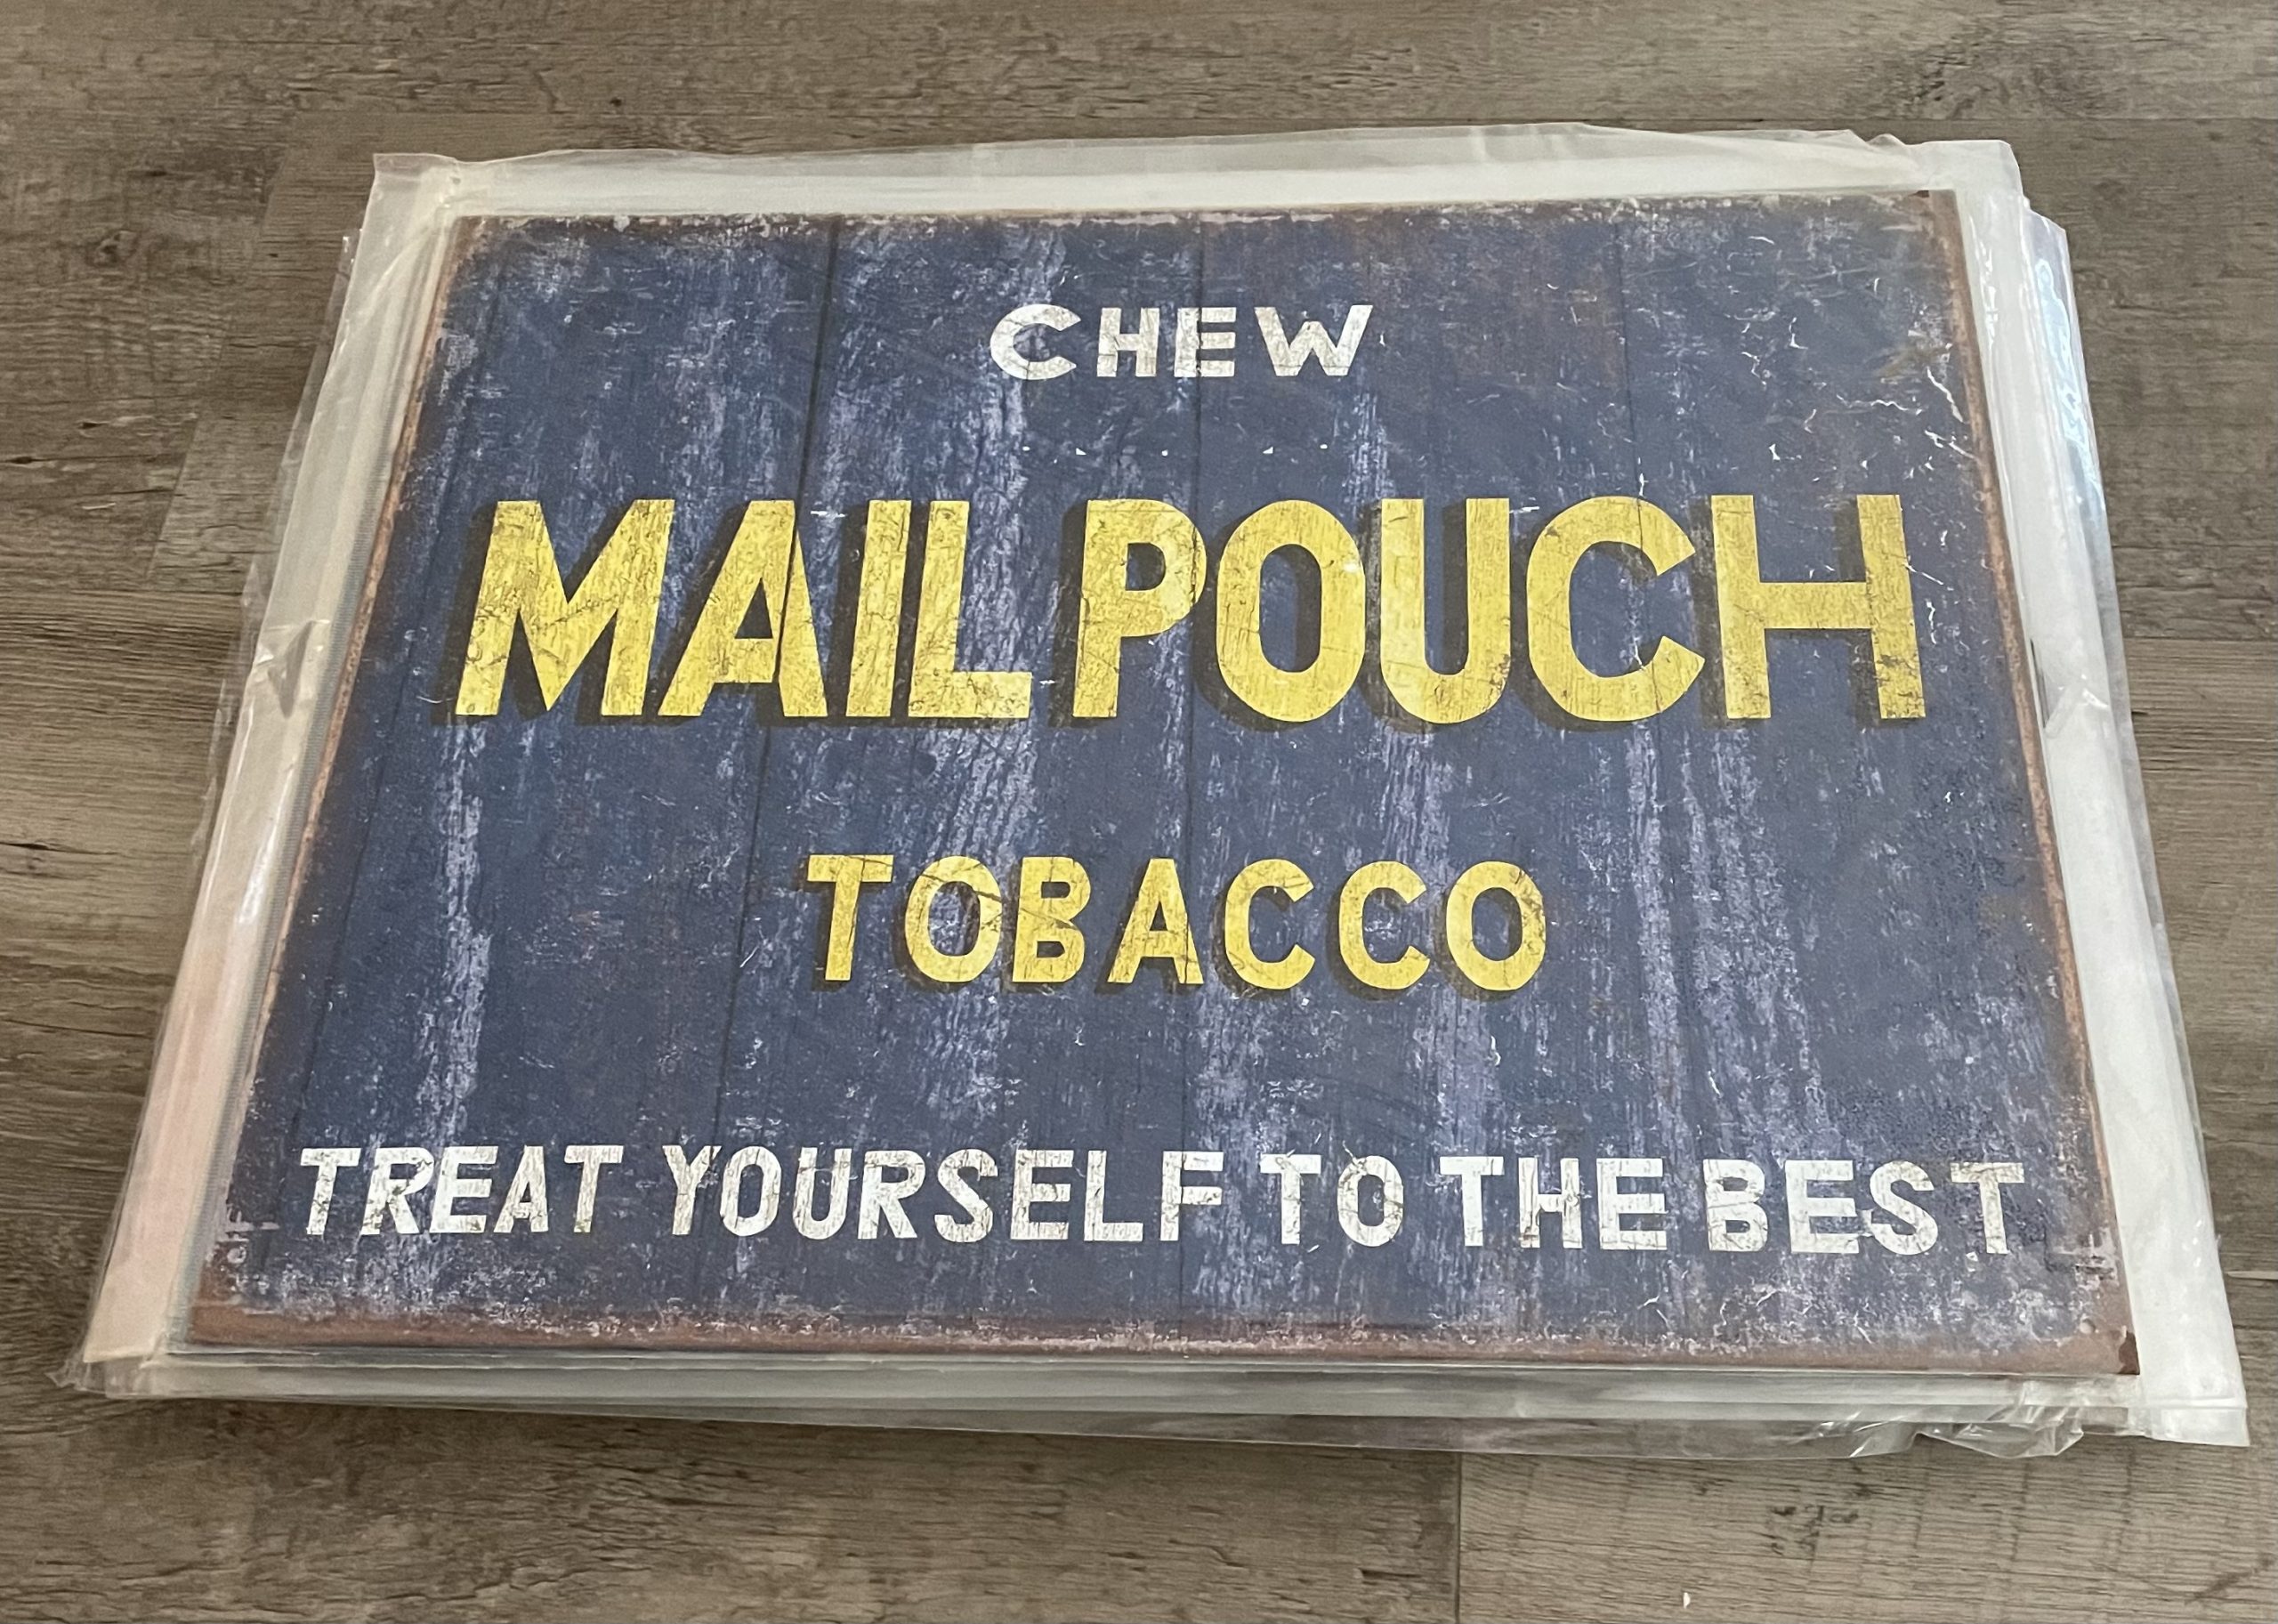 CHEW
MAIL POUCH
TOBACCO
TREAT YOURSELF TO THE BEST